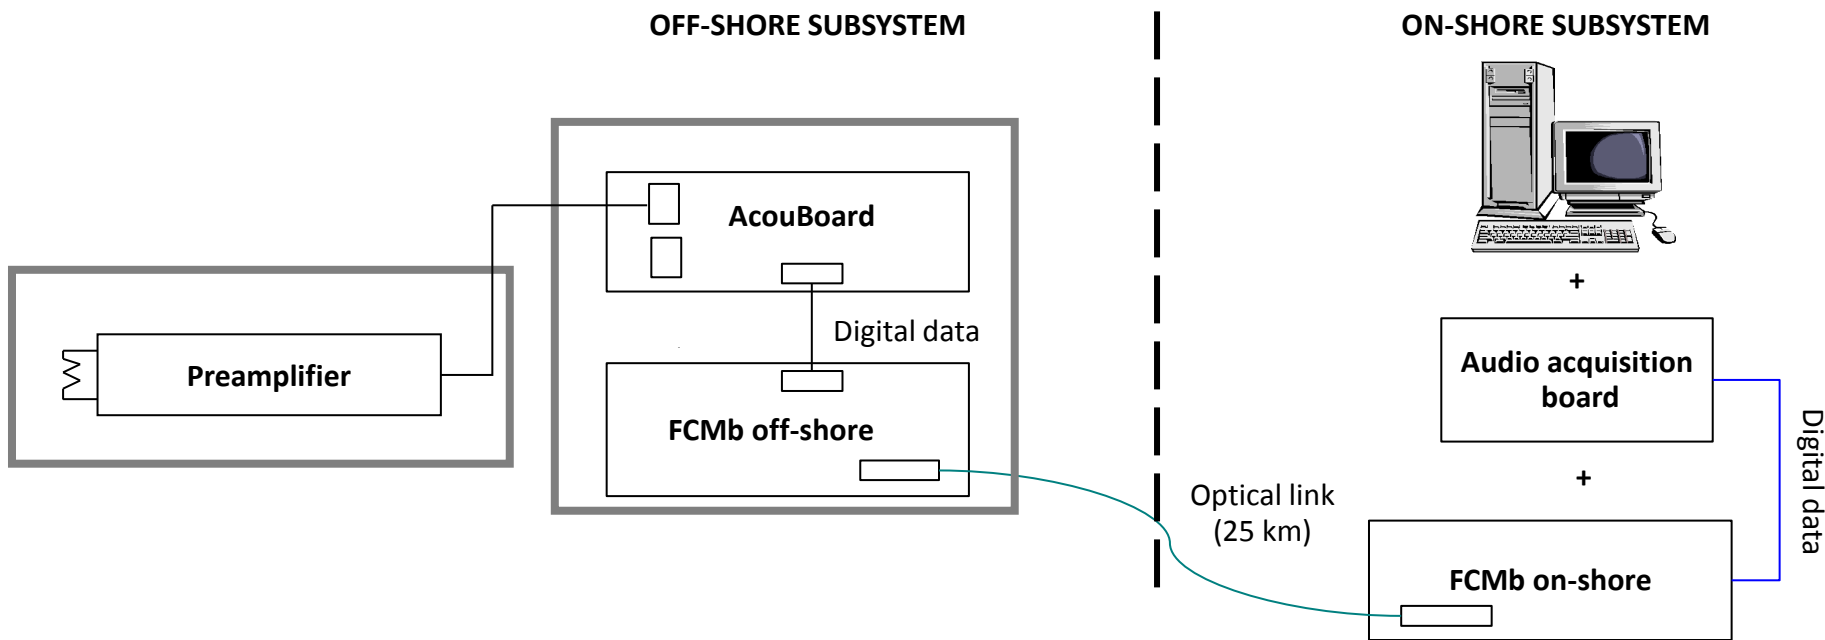 OFF-SHORE SUBSYSTEM
ON-SHORE SUBSYSTEM
AcouBoard
Digital data
Preamplifier
FCMb off-shore
Optical link
(25 km)
+
Audio acquisition
board
+
Digital data
FCMb on-shore